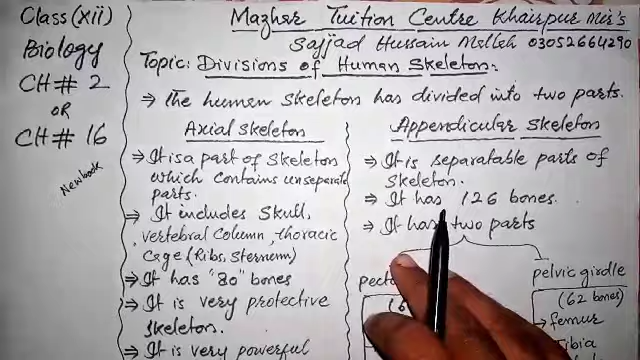 Class (xii)
Biology
CH# 2
OR
CH# 16
Newbook
Mazhar Tuition Centre Khairpur Mir's
Sajjad Hussain 03052664290
Topic: Divisions of Human Skeleton:
⇒ The human skeleton has divided into two parts.
Axial skeleton
⇒ It is a part of skeleton
which contains unseparate
parts.
⇒ It includes skull,
vertebral column, thoracic
cage (Ribs, Sternum)
⇒ It has "80" bones
⇒ It is very protective
skeleton.
⇒ It is very powerful
Appendicular skeleton
⇒ It is separatable parts of
skeleton.
⇒ It has 126 bones.
⇒ It has two parts
pelvic girdle
(62 bones)
→ femur
Tibia